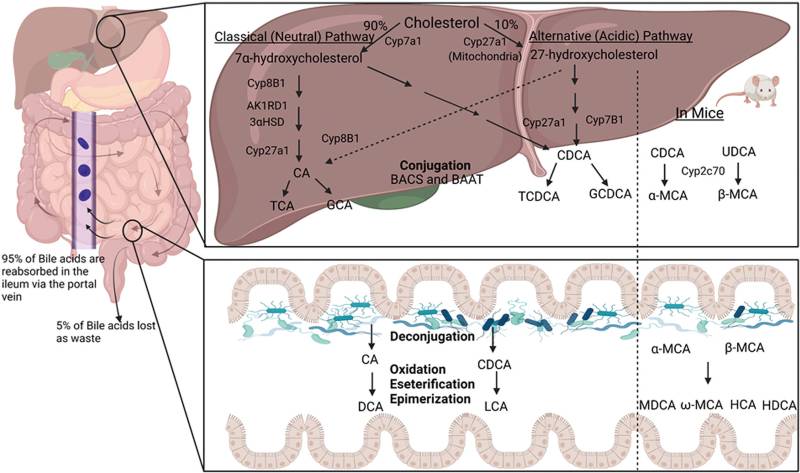 90%
Cholesterol
10%
Classical (Neutral) Pathway
Cyp7a1
Cyp27a1
(Mitochondria)
Alternative (Acidic) Pathway
7α-hydroxycholesterol
27-hydroxycholesterol
Cyp8B1
AK1RD1
3αHSD
Cyp27a1
Cyp8B1
CA
TCA
GCA
Conjugation
BACS and BAAT
Cyp27a1
Cyp7B1
CDCA
TCDCA
GCDCA
In Mice
CDCA
UDCA
Cyp2c70
α-MCA
β-MCA
95% of Bile acids are
reabsorbed in the
ileum via the portal
vein
5% of Bile acids lost
as waste
Deconjugation
CA
CDCA
Oxidation
Eseterification
Epimerization
DCA
LCA
α-MCA
β-MCA
MDCA
ω-MCA
HCA
HDCA